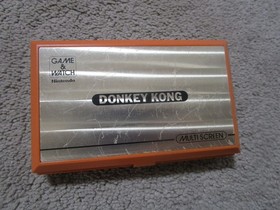 GAME
&
WATCH
Nintendo
DONKEY KONG
MULTI SCREEN